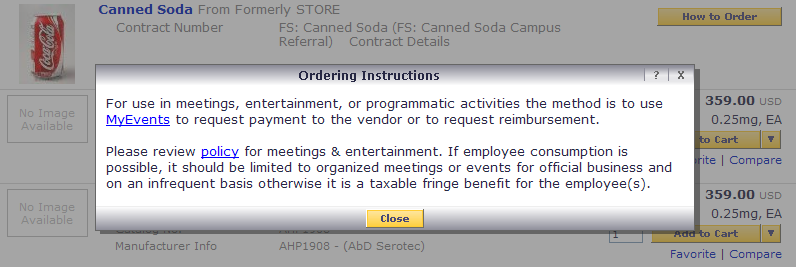 Canned Soda From Formerly STORE
How to Order
Contract Number FS: Canned Soda (FS: Canned Soda Campus
Referral) Contract Details
Coca-Cola
Ordering Instructions
? X
For use in meetings, entertainment, or programmatic activities the method is to use
MyEvents to request payment to the vendor or to request reimbursement.
Please review policy for meetings & entertainment. If employee consumption is
possible, it should be limited to organized meetings or events for official business and
on an infrequent basis otherwise it is a taxable fringe benefit for the employee(s).
Close
No Image
Available
359.00 USD
0.25mg, EA
to Cart
Compare
No Image
Available
359.00 USD
0.25mg, EA
1 Add to Cart
Manufacturer Info AHP1908 - (AbD Serotec)
Favorite | Compare